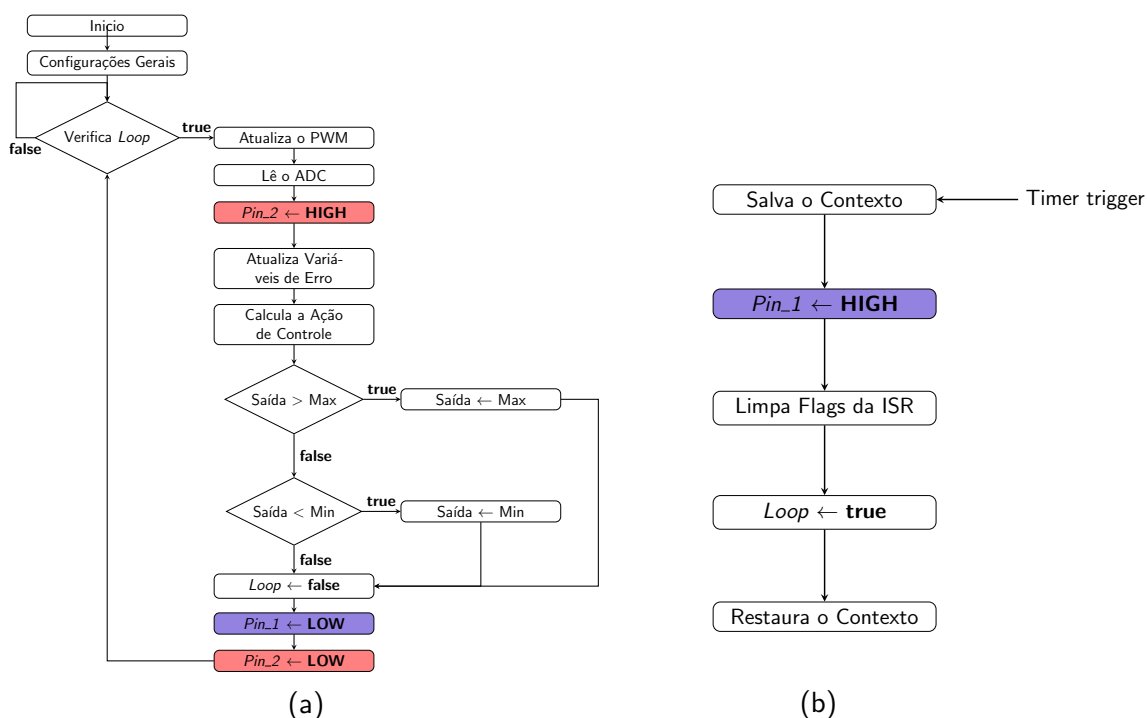 Inicio
Configurações Gerais
Verifica Loop
true
false
Atualiza o PWM
Lê o ADC
Pin_2 ← HIGH
Atualiza Variá-
veis de Erro
Calcula a Ação
de Controle
Saída > Max
true
Saída ← Max
false
Saída < Min
true
Saída ← Min
false
Loop ← false
Pin_1 ← LOW
Pin_2 ← LOW
(a)
Salva o Contexto
Timer trigger
Pin_1 ← HIGH
Limpa Flags da ISR
Loop ← true
Restaura o Contexto
(b)